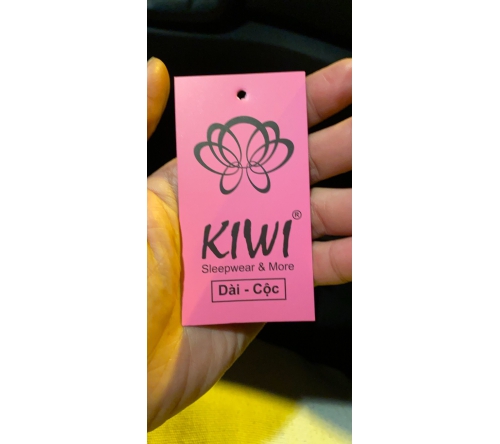 KIWI®
Sleepwear & More
Dài - Cộc